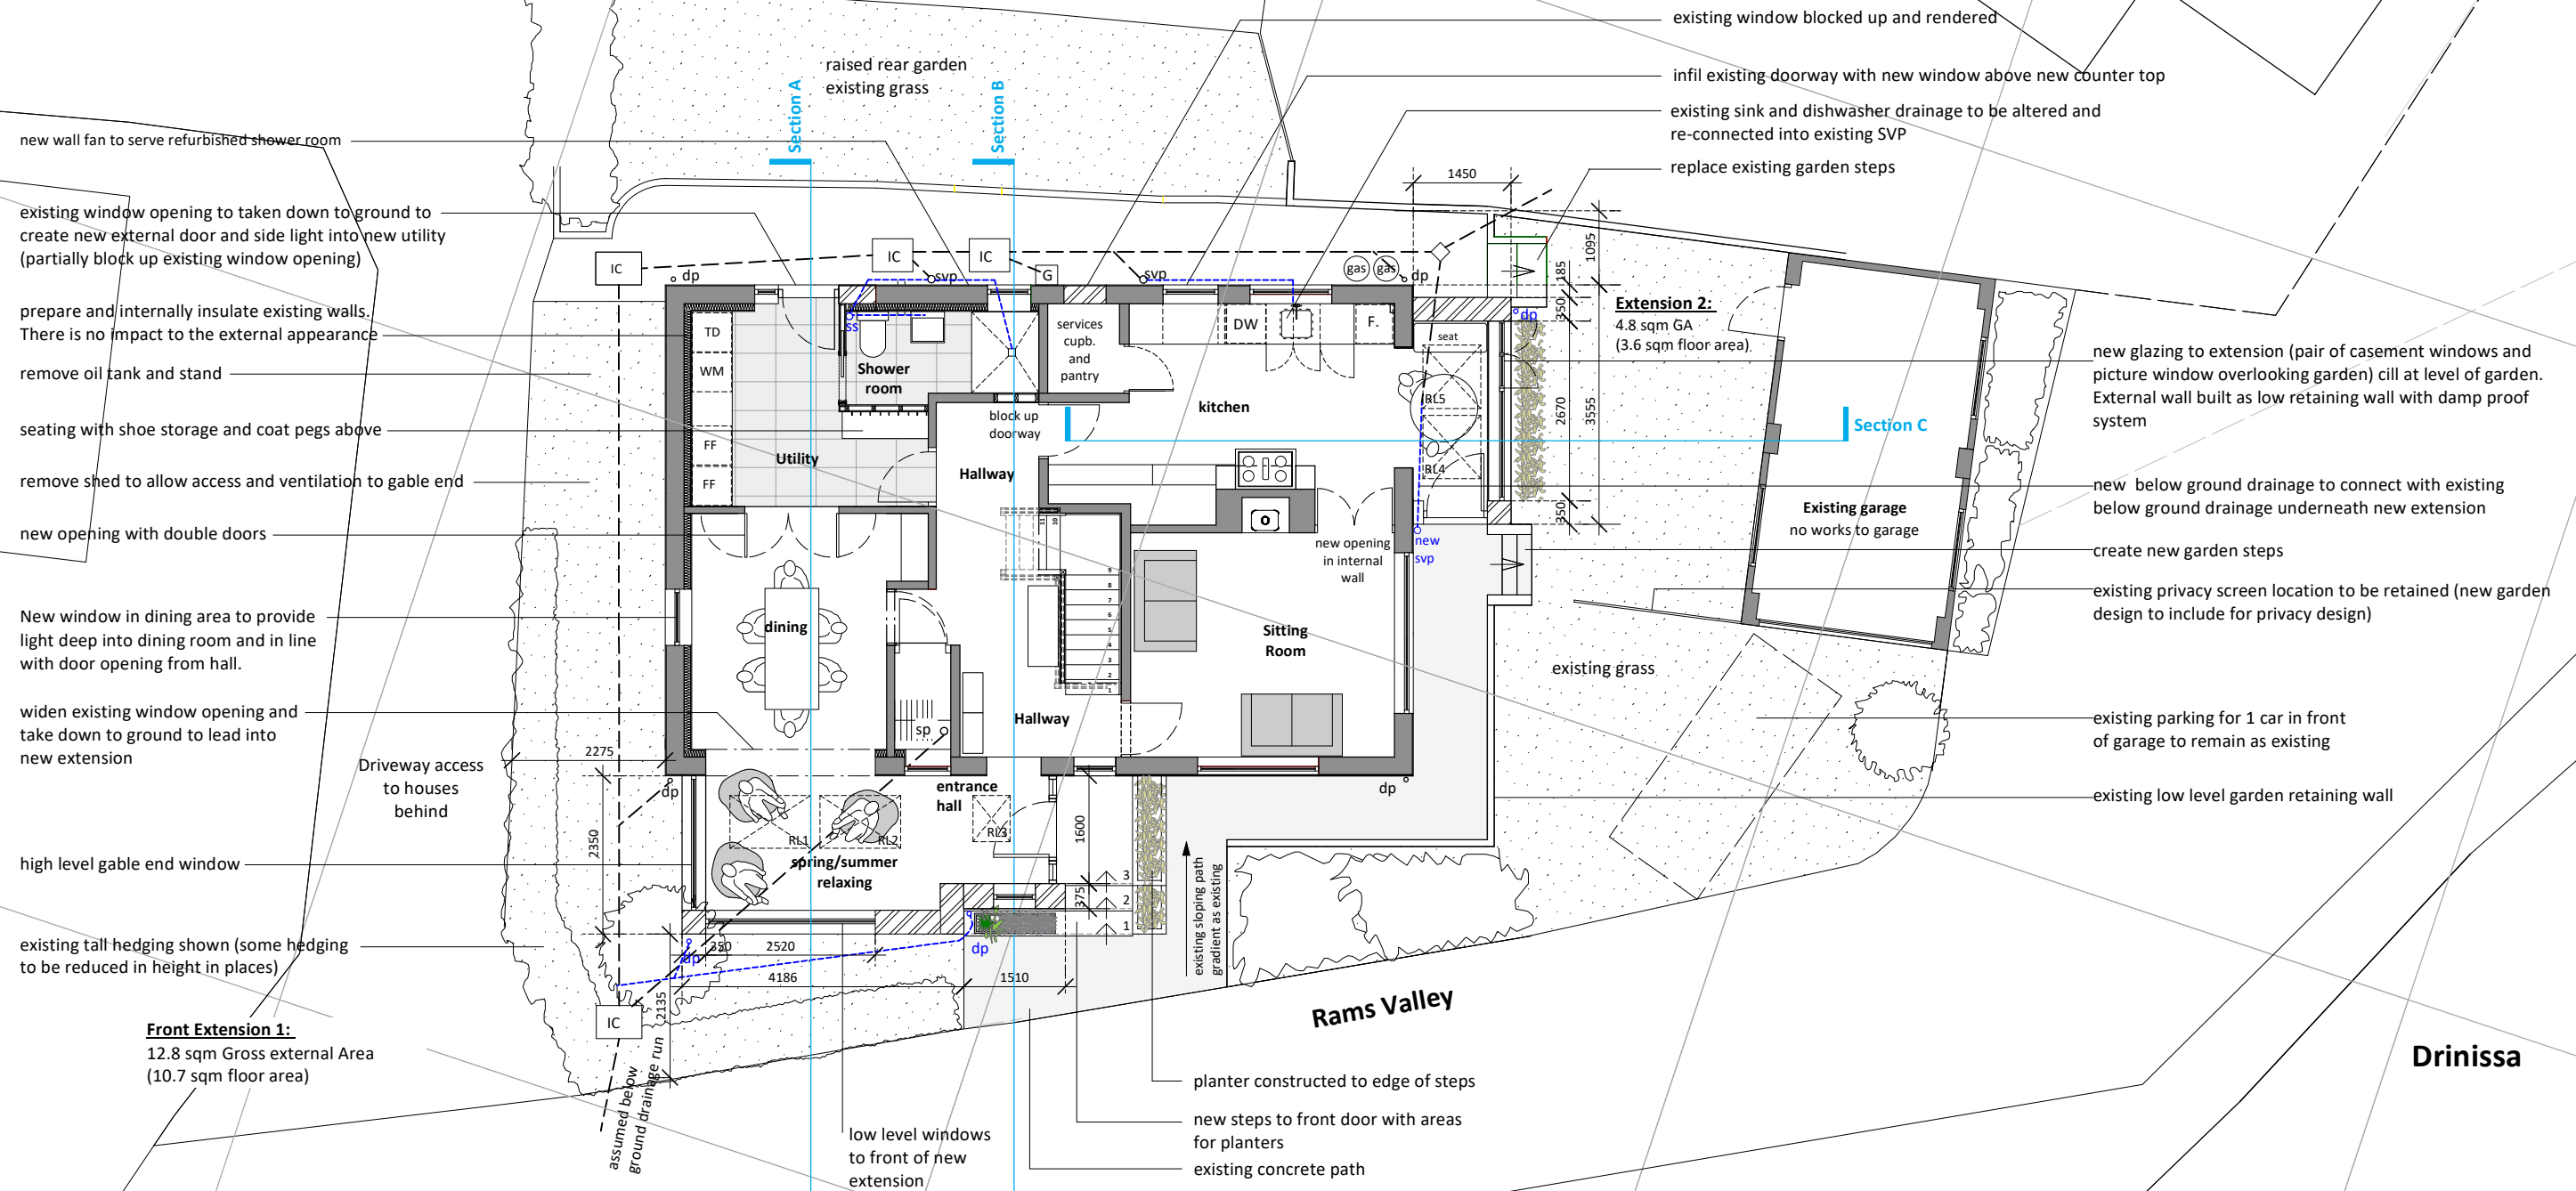 existing window blocked up and rendered
infil existing doorway with new window above new counter top
existing sink and dishwasher drainage to be altered and
re-connected into existing SVP
replace existing garden steps
raised rear garden
existing grass
Section A
Section B
new wall fan to serve refurbished shower room
existing window opening to taken down to ground to
create new external door and side light into new utility
(partially block up existing window opening)
prepare and internally insulate existing walls.
There is no impact to the external appearance
remove oil tank and stand
seating with shoe storage and coat pegs above
remove shed to allow access and ventilation to gable end
new opening with double doors
New window in dining area to provide
light deep into dining room and in line
with door opening from hall.
widen existing window opening and
take down to ground to lead into
new extension
Driveway access
to houses
behind
high level gable end window
existing tall hedging shown (some hedging
to be reduced in height in places)
Front Extension 1:
12.8 sqm Gross external Area
(10.7 sqm floor area)
IC
IC
IC
IC
dp
svp
G
svp
gas
gas
dp
1450
1095
185
350
2670
3555
350
Extension 2:
4.8 sqm GA
(3.6 sqm floor area)
TD
WM
FF
FF
ss
Shower
room
Utility
services
cupb.
and
pantry
block up
doorway
Hallway
kitchen
DW
F.
seat
RL5
RL4
dp
Section C
new glazing to extension (pair of casement windows and
picture window overlooking garden) cill at level of garden.
External wall built as low retaining wall with damp proof
system
new below ground drainage to connect with existing
below ground drainage underneath new extension
create new garden steps
existing privacy screen location to be retained (new garden
design to include for privacy design)
existing parking for 1 car in front
of garage to remain as existing
existing low level garden retaining wall
Existing garage
no works to garage
existing grass
new
svp
new opening
in internal
wall
Sitting
Room
dining
11
10
9
8
7
6
5
4
3
2
1
Hallway
sp
entrance
hall
RL1
RL2
RL3
spring/summer
relaxing
dp
dp
2275
2350
1600
375
3
2
1
350
2520
4186
1510
2135
dp
dp
existing sloping path
gradient as existing
Rams Valley
Drinissa
assumed below
ground drainage run
low level windows
to front of new
extension
planter constructed to edge of steps
new steps to front door with areas
for planters
existing concrete path